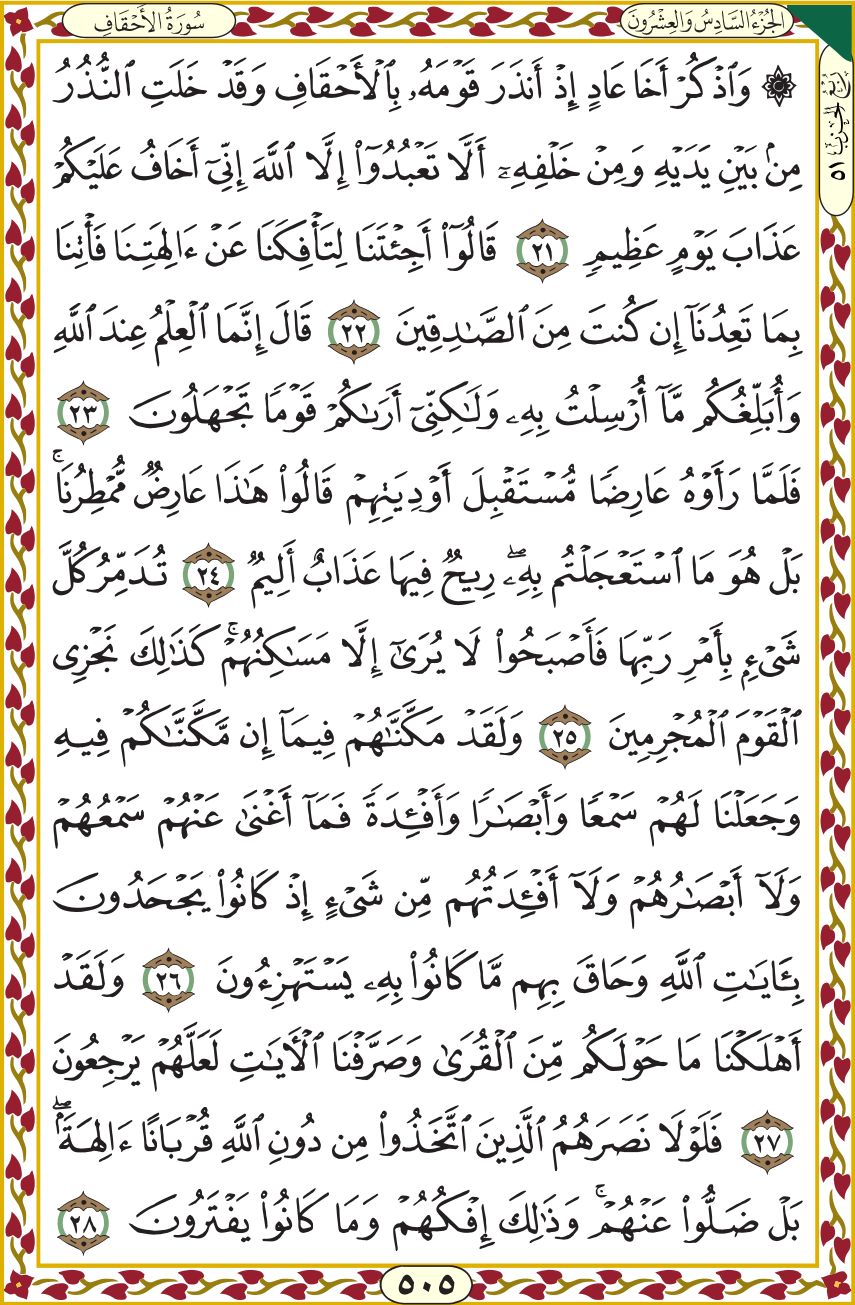 الجُزْءُ السَّادِسُ وَالعِشْرُونَ
سُورَةُ الأَحْقَافِ
رُبْعُ الْحِزْبِ ٥١
۞ وَٱذْكُرْ أَخَا عَادٍ إِذْ أَنذَرَ قَوْمَهُۥ بِٱلْأَحْقَافِ وَقَدْ خَلَتِ ٱلنُّذُرُ
مِنۢ بَيْنِ يَدَيْهِ وَمِنْ خَلْفِهِۦٓ أَلَّا تَعْبُدُوٓا۟ إِلَّا ٱللَّهَ إِنِّىٓ أَخَافُ عَلَيْكُمْ
عَذَابَ يَوْمٍ عَظِيمٍ ٢١ قَالُوٓا۟ أَجِئْتَنَا لِتَأْفِكَنَا عَنْ ءَالِهَتِنَا فَأْتِنَا
بِمَا تَعِدُنَآ إِن كُنتَ مِنَ ٱلصَّـٰدِقِينَ ٢٢ قَالَ إِنَّمَا ٱلْعِلْمُ عِندَ ٱللَّهِ
وَأُبَلِّغُكُم مَّآ أُرْسِلْتُ بِهِۦ وَلَـٰكِنِّىٓ أَرَىٰكُمْ قَوْمًا تَجْهَلُونَ ٢٣
فَلَمَّا رَأَوْهُ عَارِضًا مُّسْتَقْبِلَ أَوْدِيَتِهِمْ قَالُوا۟ هَـٰذَا عَارِضٌ مُّمْطِرُنَا ۚ
بَلْ هُوَ مَا ٱسْتَعْجَلْتُم بِهِۦ ۖ رِيحٌ فِيهَا عَذَابٌ أَلِيمٌ ٢٤ تُدَمِّرُ كُلَّ
شَىْءٍۭ بِأَمْرِ رَبِّهَا فَأَصْبَحُوا۟ لَا يُرَىٰٓ إِلَّا مَسَـٰكِنُهُمْ ۚ كَذَٰلِكَ نَجْزِى
ٱلْقَوْمَ ٱلْمُجْرِمِينَ ٢٥ وَلَقَدْ مَكَّنَّـٰهُمْ فِيمَآ إِن مَّكَّنَّـٰكُمْ فِيهِ
وَجَعَلْنَا لَهُمْ سَمْعًا وَأَبْصَـٰرًا وَأَفْـِٔدَةً فَمَآ أَغْنَىٰ عَنْهُمْ سَمْعُهُمْ
وَلَآ أَبْصَـٰرُهُمْ وَلَآ أَفْـِٔدَتُهُم مِّن شَىْءٍ إِذْ كَانُوا۟ يَجْحَدُونَ
بِـَٔايَـٰتِ ٱللَّهِ وَحَاقَ بِهِم مَّا كَانُوا۟ بِهِۦ يَسْتَهْزِءُونَ ٢٦ وَلَقَدْ
أَهْلَكْنَا مَا حَوْلَكُم مِّنَ ٱلْقُرَىٰ وَصَرَّفْنَا ٱلْـَٔايَـٰتِ لَعَلَّهُمْ يَرْجِعُونَ
٢٧ فَلَوْلَا نَصَرَهُمُ ٱلَّذِينَ ٱتَّخَذُوا۟ مِن دُونِ ٱللَّهِ قُرْبَانًا ءَالِهَةًۢ ۖ
بَلْ ضَلُّوا۟ عَنْهُمْ ۚ وَذَٰلِكَ إِفْكُهُمْ وَمَا كَانُوا۟ يَفْتَرُونَ ٢٨
٥٠٥